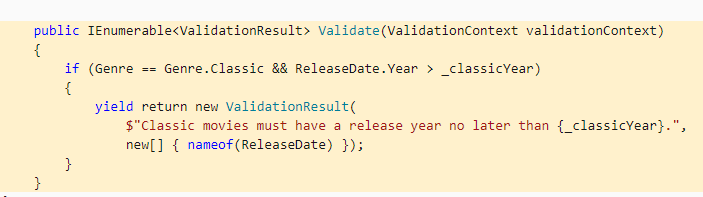 public IEnumerable<ValidationResult> Validate(ValidationContext validationContext)
{
if (Genre == Genre.Classic && ReleaseDate.Year > _classicYear)
{
yield return new ValidationResult(
$"Classic movies must have a release year no later than {_classicYear}.",
new[] { nameof(ReleaseDate) });
}
}